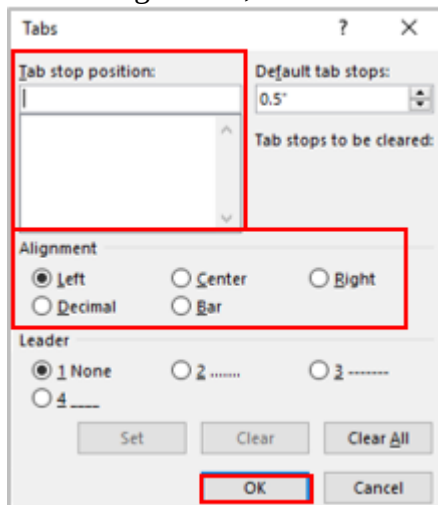 Tabs ? ×
Tab stop position: Default tab stops:
0.5"
Tab stops to be cleared:
Alignment
Left Center Right
Decimal Bar
Leader
1 None 2 ....... 3 -------
4 ___
Set Clear Clear All
OK Cancel